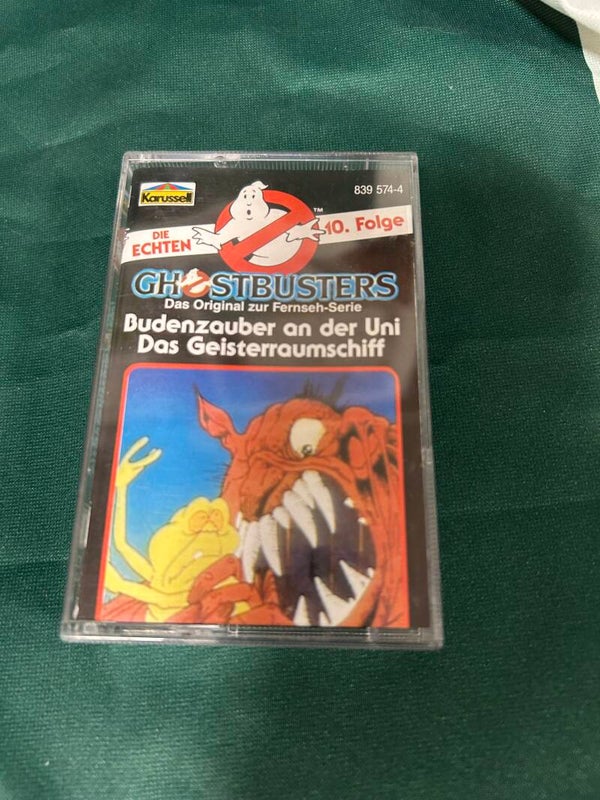 Karussell
839 574-4
TM
DIE
ECHTEN
10. Folge
GHOSTBUSTERS
Das Original zur Fernseh-Serie
Budenzauber an der Uni
Das Geisterraumschiff